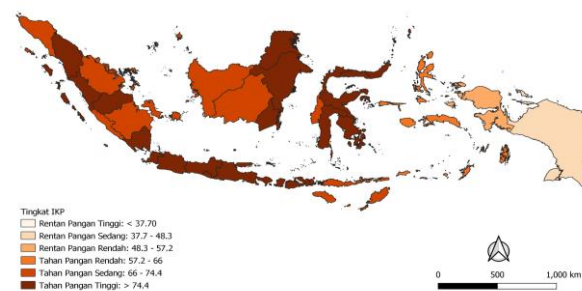 Tingkat IKP
Rentan Pangan Tinggi: < 37.70
Rentan Pangan Sedang: 37.7 - 48.3
Rentan Pangan Rendah: 48.3 - 57.2
Tahan Pangan Rendah: 57.2 - 66
Tahan Pangan Sedang: 66 - 74.4
Tahan Pangan Tinggi: > 74.4
0 500 1,000 km